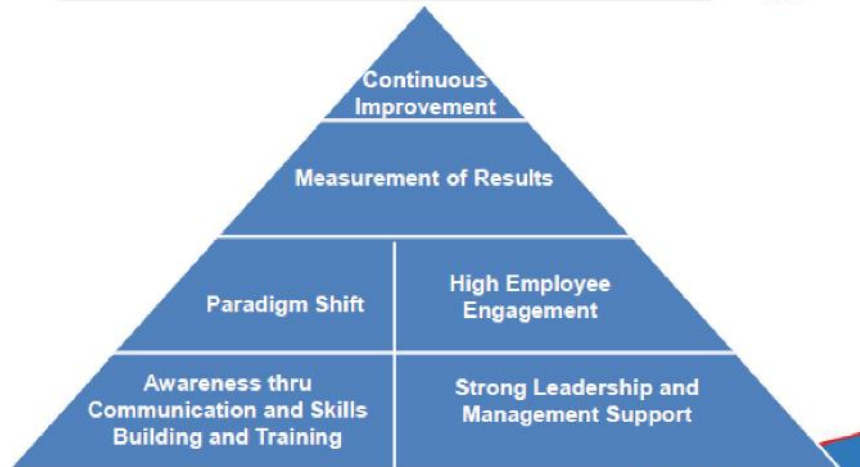 Continuous
Improvement
Measurement of Results
Paradigm Shift
High Employee
Engagement
Awareness thru
Communication and Skills
Building and Training
Strong Leadership and
Management Support